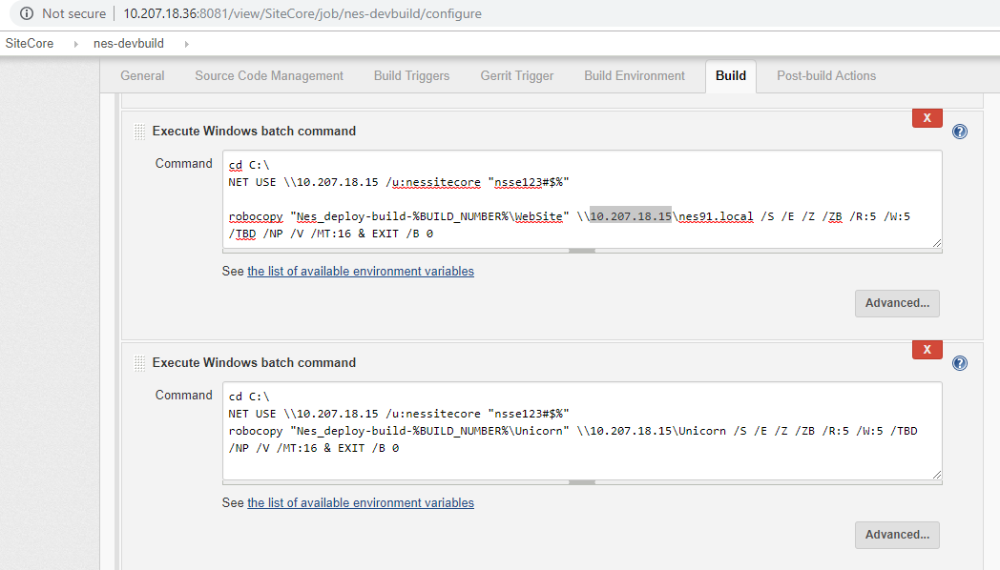 Not secure 10.207.18.36:8081/view/SiteCore/job/nes-devbuild/configure
SiteCore nes-devbuild
General Source Code Management Build Triggers Gerrit Trigger Build Environment Build Post-build Actions
X
Execute Windows batch command
?
Command
cd C:\
NET USE \\10.207.18.15 /u:nessitecore "nsse123#$%"
robocopy "Nes_deploy-build-%BUILD_NUMBER%\WebSite" \\10.207.18.15\nes91.local /S /E /Z /ZB /R:5 /W:5
/TBD /NP /V /MT:16 & EXIT /B 0
See the list of available environment variables
Advanced...
X
Execute Windows batch command
?
Command
cd C:\
NET USE \\10.207.18.15 /u:nessitecore "nsse123#$%"
robocopy "Nes_deploy-build-%BUILD_NUMBER%\Unicorn" \\10.207.18.15\Unicorn /S /E /Z /ZB /R:5 /W:5 /TBD
/NP /V /MT:16 & EXIT /B 0
See the list of available environment variables
Advanced...